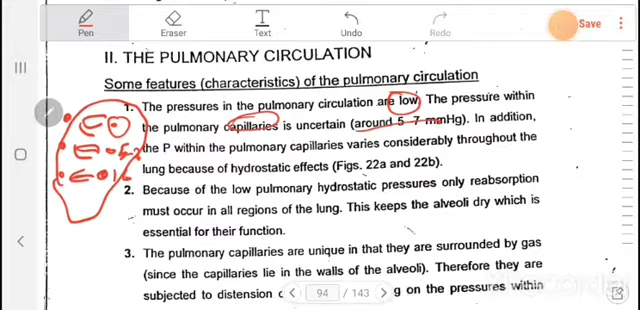 Pen
Eraser
Text
Undo
Redo
Save
II. THE PULMONARY CIRCULATION
Some features (characteristics) of the pulmonary circulation
1. The pressures in the pulmonary circulation are low. The pressure within
the pulmonary capillaries is uncertain (around 5-7 mmHg). In addition,
the P within the pulmonary capillaries varies considerably throughout the
lung because of hydrostatic effects (Figs. 22a and 22b).
2. Because of the low pulmonary hydrostatic pressures only reabsorption
must occur in all regions of the lung. This keeps the alveoli dry which is
essential for their function.
3. The pulmonary capillaries are unique in that they are surrounded by gas
(since the capillaries lie in the walls of the alveoli). Therefore they are
subjected to distension
g on the pressures within
94 / 143